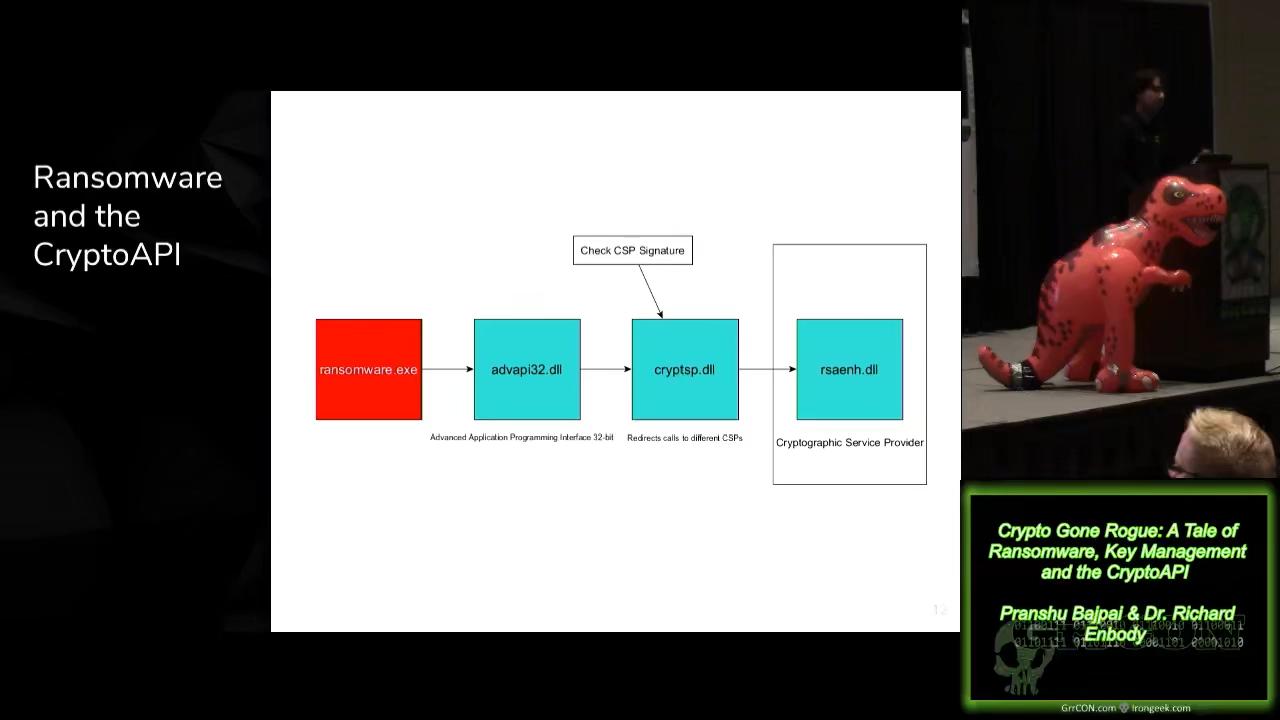 Ransomware
and the
CryptoAPI
Check CSP Signature
ransomware.exe
advapi32.dll
cryptsp.dll
rsaenh.dll
Advanced Application Programming Interface 32-bit
Redirects calls to different CSPs
Cryptographic Service Provider
12
Crypto Gone Rogue: A Tale of
Ransomware, Key Management
and the CryptoAPI
Pranshu Bajpai & Dr. Richard
Enbody
GrrCON.com
Irongeek.com